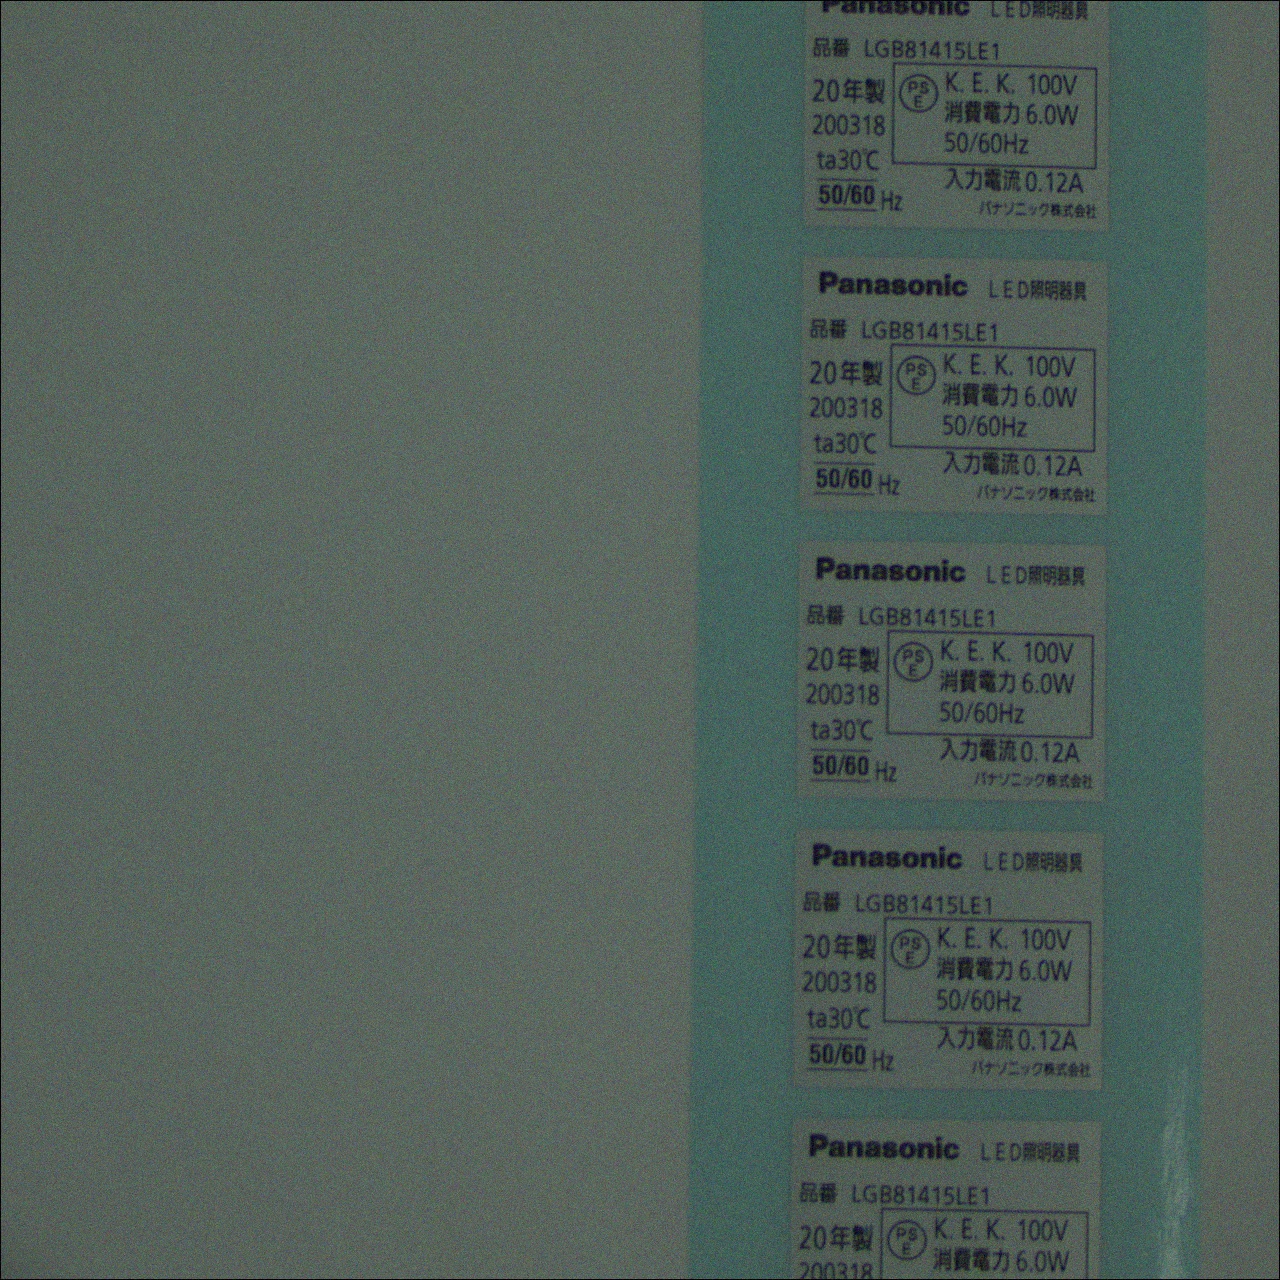 Panasonic LED照明器具
品番 LGB81415LE1
20年製 PSE K. E. K. 100V
200318 消費電力 6.0W
50/60Hz
ta30℃
入力電流 0.12A
50/60 Hz
パナソニック株式会社
Panasonic LED照明器具
品番 LGB81415LE1
20年製 PSE K. E. K. 100V
200318 消費電力 6.0W
50/60Hz
ta30℃
入力電流 0.12A
50/60 Hz
パナソニック株式会社
Panasonic LED照明器具
品番 LGB81415LE1
20年製 PSE K. E. K. 100V
200318 消費電力 6.0W
50/60Hz
ta30℃
入力電流 0.12A
50/60 Hz
パナソニック株式会社
Panasonic LED照明器具
品番 LGB81415LE1
20年製 PSE K. E. K. 100V
200318 消費電力 6.0W
50/60Hz
ta30℃
入力電流 0.12A
50/60 Hz
パナソニック株式会社
Panasonic LED照明器具
品番 LGB81415LE1
20年製 PSE K. E. K. 100V
200318 消費電力 6.0W